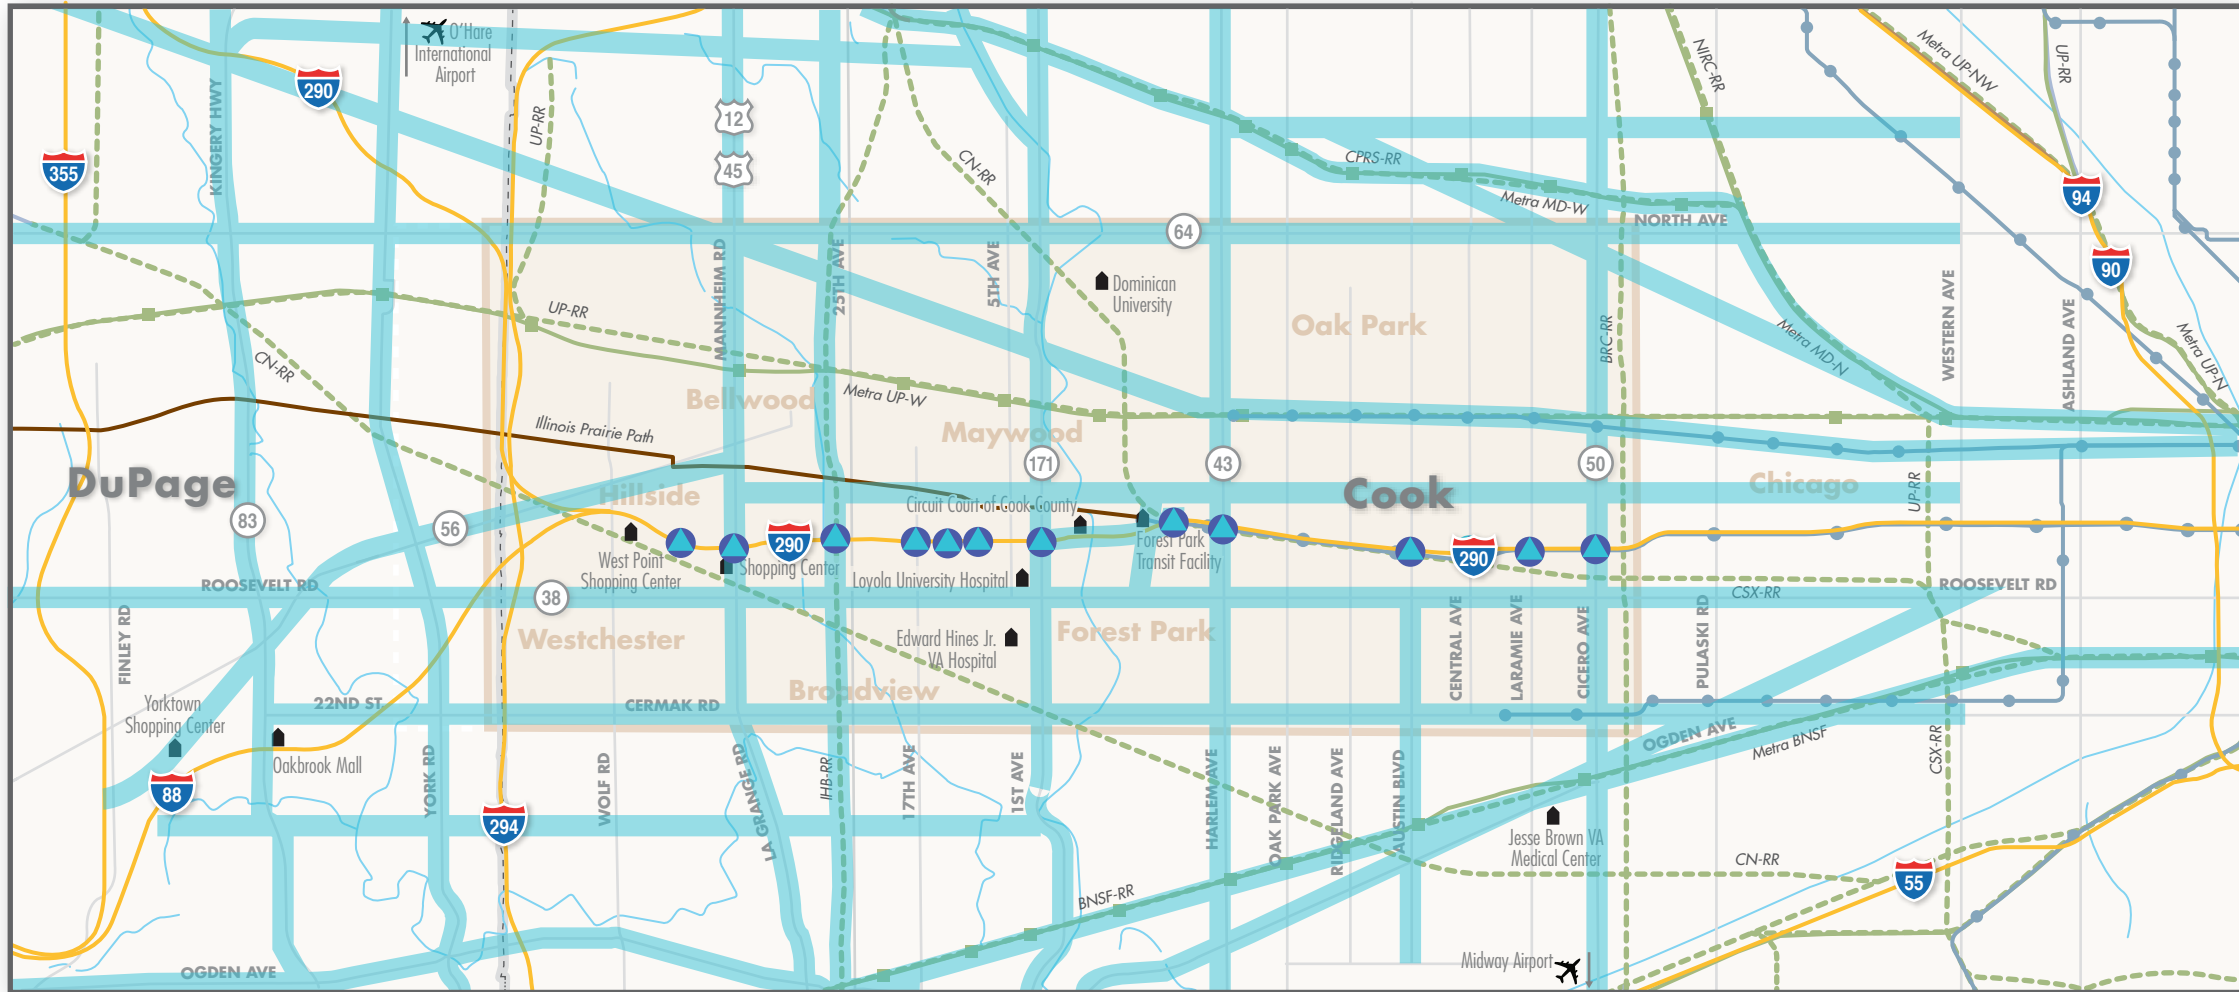 O'Hare
International
Airport
290
KINGERY HWY
UP-RR
12
45
CN-RR
CPRS-RR
Metra MD-W
NIRC-RR
Metra UP-NW
UP-RR
355
94
90
NORTH AVE
64
MANNHEIM RD
25TH AVE
5TH AVE
Dominican
University
Oak Park
BRC-RR
WESTERN AVE
ASHLAND AVE
Metra MD-N
Metra UP-N
UP-RR
CN-RR
Metra UP-W
Bellwood
Maywood
Illinois Prairie Path
DuPage
83
56
Hillside
171
43
50
Cook
Chicago
UP-RR
Circuit Court of Cook County
290
West Point
Shopping Center
Shopping Center
Loyola University Hospital
Forest Park
Transit Facility
290
ROOSEVELT RD
38
CSX-RR
ROOSEVELT RD
FINLEY RD
Westchester
Edward Hines Jr.
VA Hospital
Forest Park
CENTRAL AVE
LARAMIE AVE
CICERO AVE
PULASKI RD
Broadview
22ND ST
CERMAK RD
Yorktown
Shopping Center
Oakbrook Mall
88
YORK RD
294
WOLF RD
LA GRANGE RD
IHB-RR
17TH AVE
1ST AVE
HARLEM AVE
OAK PARK AVE
RIDGELAND AVE
AUSTIN BLVD
OGDEN AVE
Metra BNSF
CSX-RR
Jesse Brown VA
Medical Center
CN-RR
55
BNSF-RR
Midway Airport
OGDEN AVE